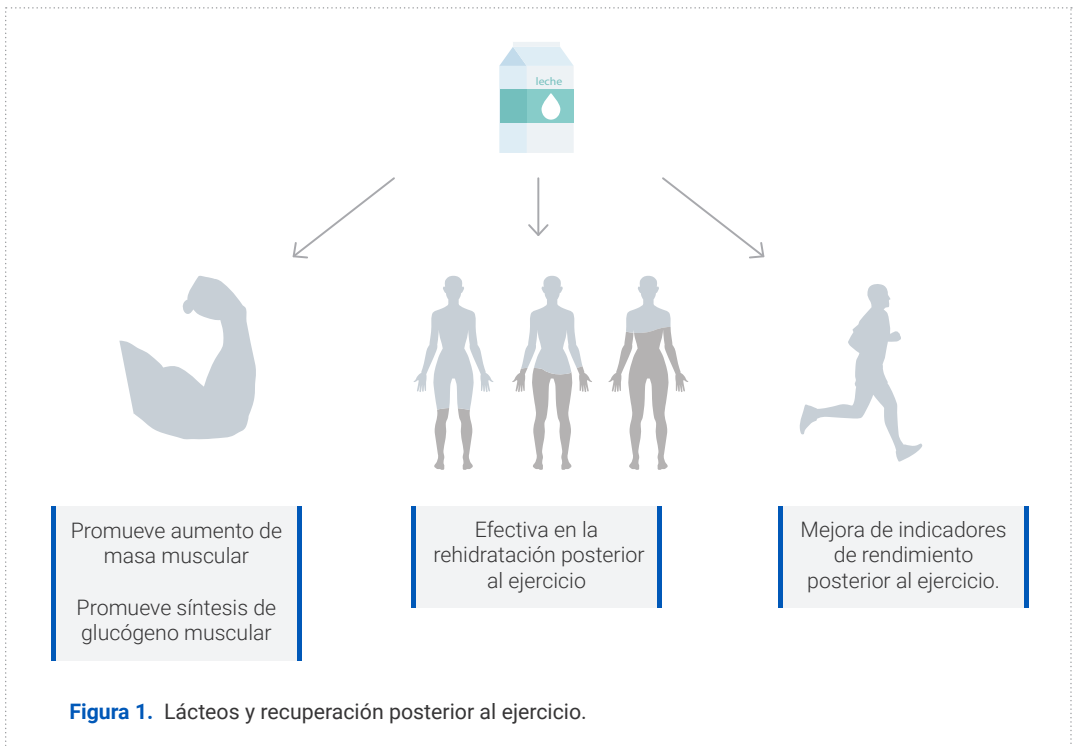 leche
Promueve aumento de
masa muscular
Promueve síntesis de
glucógeno muscular
Efectiva en la
rehidratación posterior
al ejercicio
Mejora de indicadores
de rendimiento
posterior al ejercicio.
Figura 1. Lácteos y recuperación posterior al ejercicio.